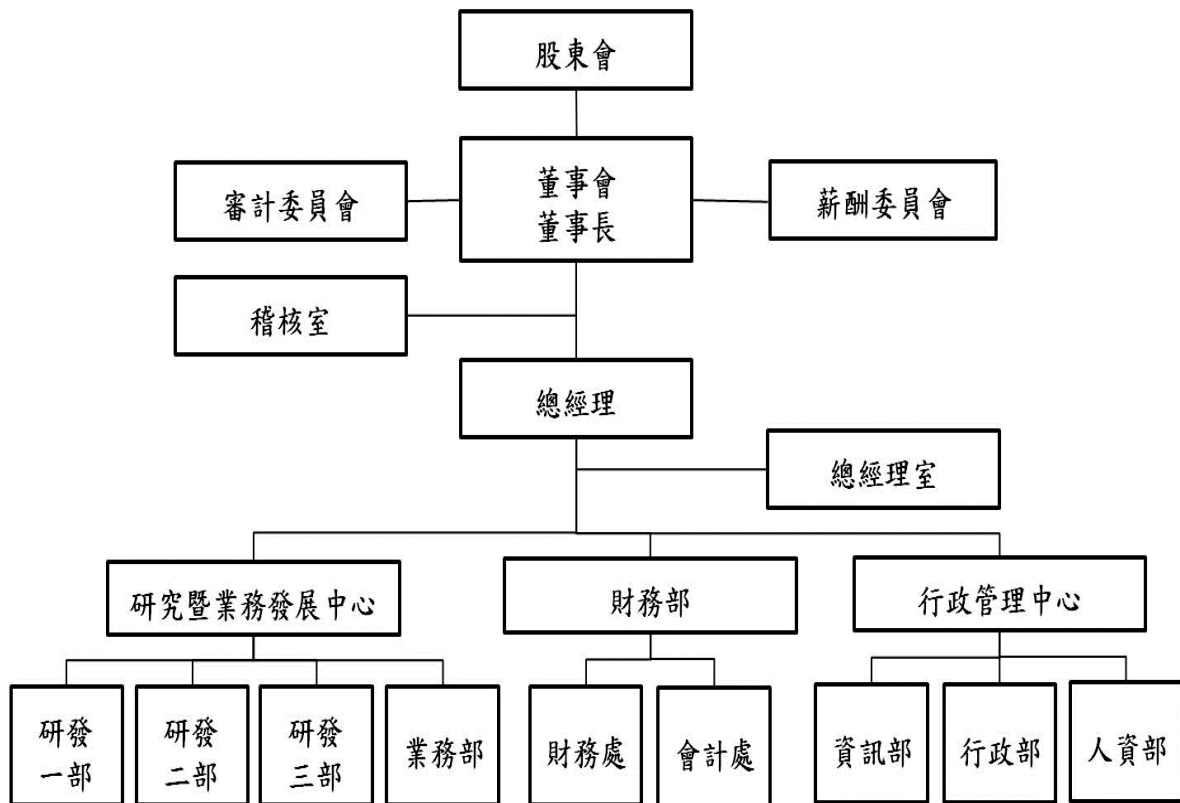 股東會
董事會
董事長
審計委員會
薪酬委員會
稽核室
總經理
總經理室
研究暨業務發展中心
財務部
行政管理中心
研發
一部
研發
二部
研發
三部
業務部
財務處
會計處
資訊部
行政部
人資部